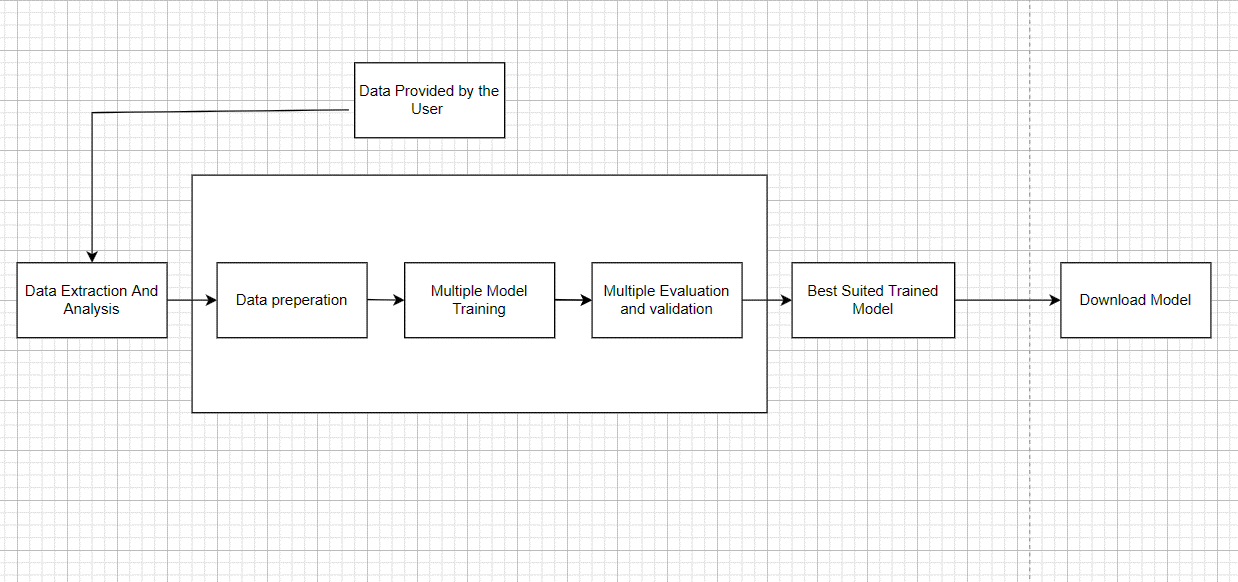 Data Provided by the
User
Data Extraction And
Analysis
Data preperation
Multiple Model
Training
Multiple Evaluation
and validation
Best Suited Trained
Model
Download Model